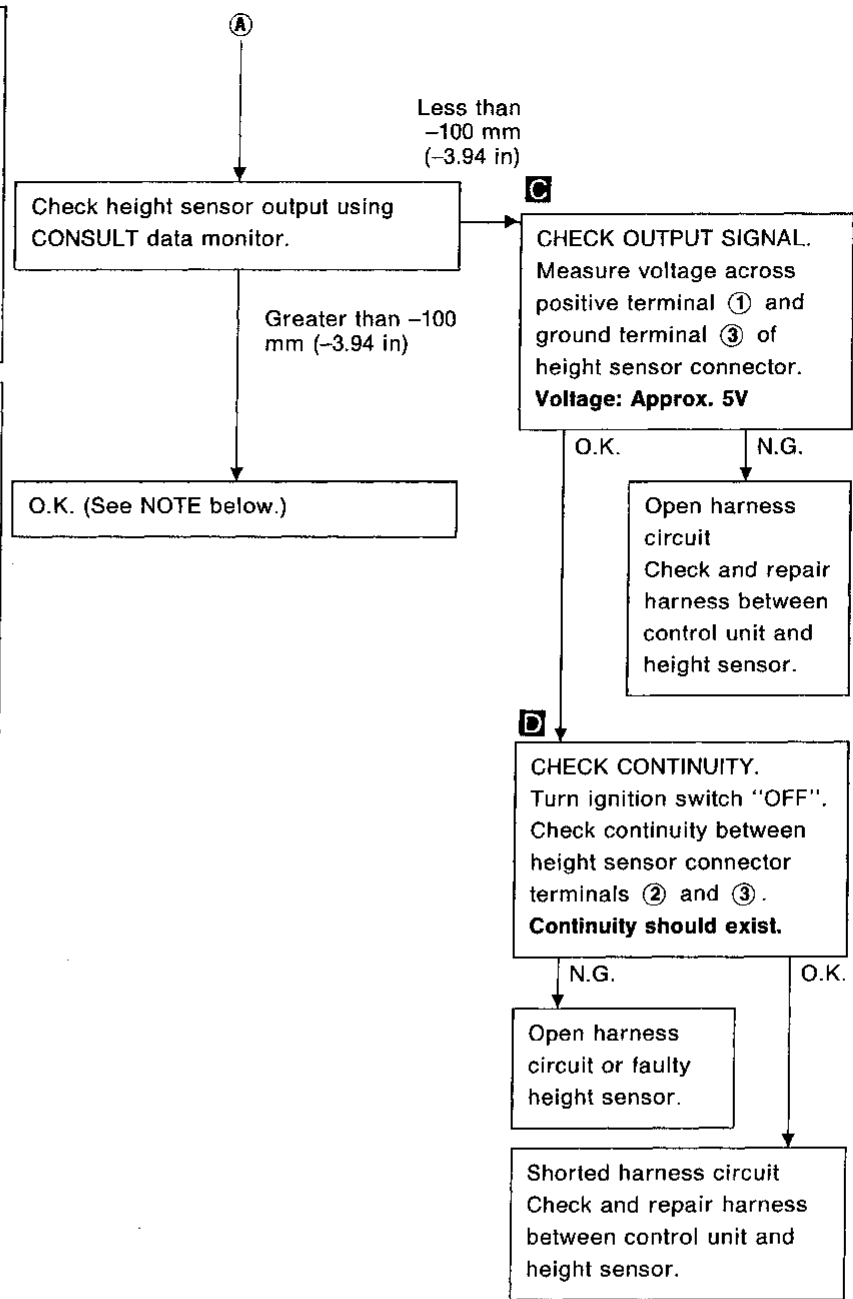 Ⓐ
Less than
–100 mm
(–3.94 in)
Check height sensor output using
CONSULT data monitor.
Greater than –100
mm (–3.94 in)
O.K. (See NOTE below.)
C
CHECK OUTPUT SIGNAL.
Measure voltage across
positive terminal ① and
ground terminal ③ of
height sensor connector.
Voltage: Approx. 5V
O.K.
N.G.
Open harness
circuit
Check and repair
harness between
control unit and
height sensor.
D
CHECK CONTINUITY.
Turn ignition switch "OFF".
Check continuity between
height sensor connector
terminals ② and ③.
Continuity should exist.
N.G.
O.K.
Open harness
circuit or faulty
height sensor.
Shorted harness circuit
Check and repair harness
between control unit and
height sensor.